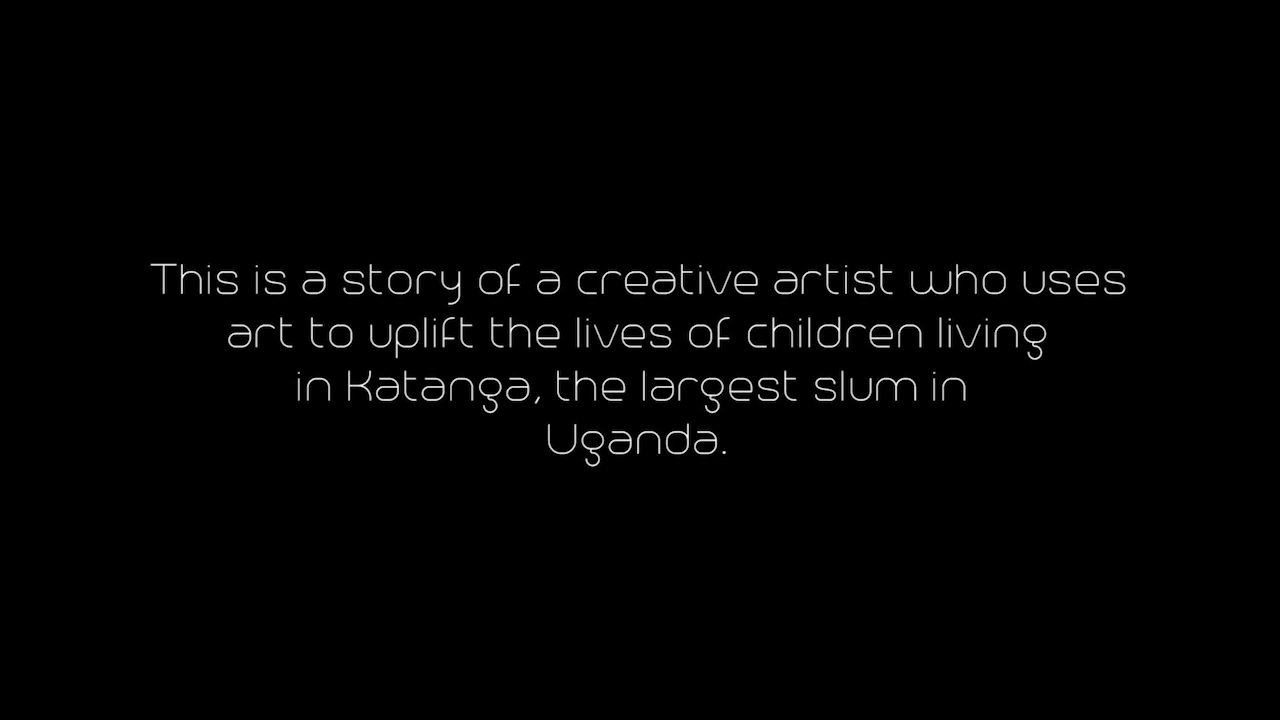 This is a story of a creative artist who uses
art to uplift the lives of children living
in Katanga, the largest slum in
Uganda.